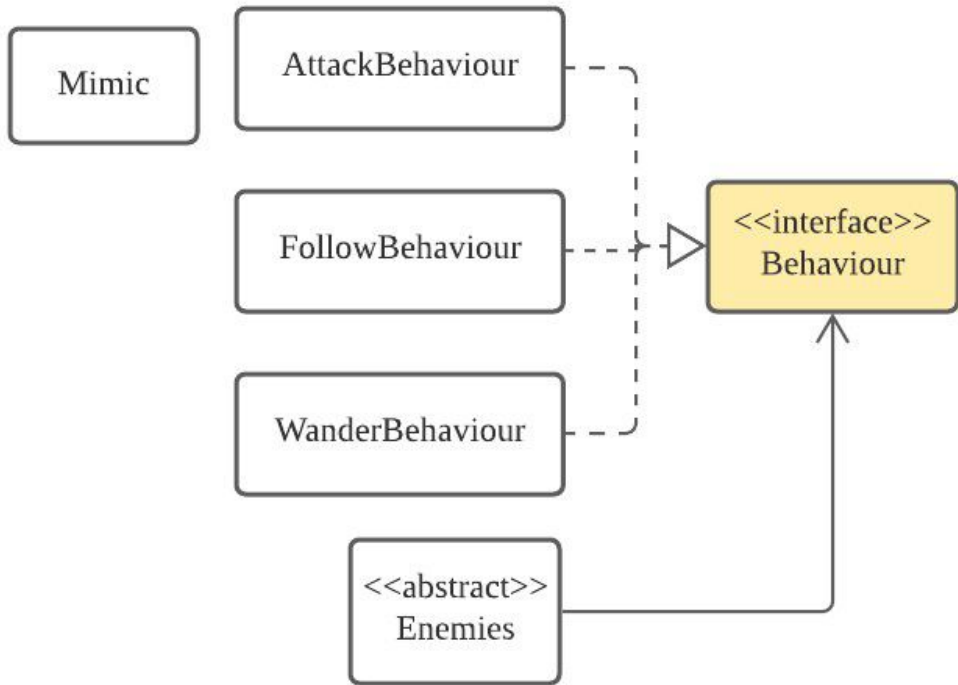 Mimic
AttackBehaviour
FollowBehaviour
<<interface>>
Behaviour
WanderBehaviour
<<abstract>>
Enemies